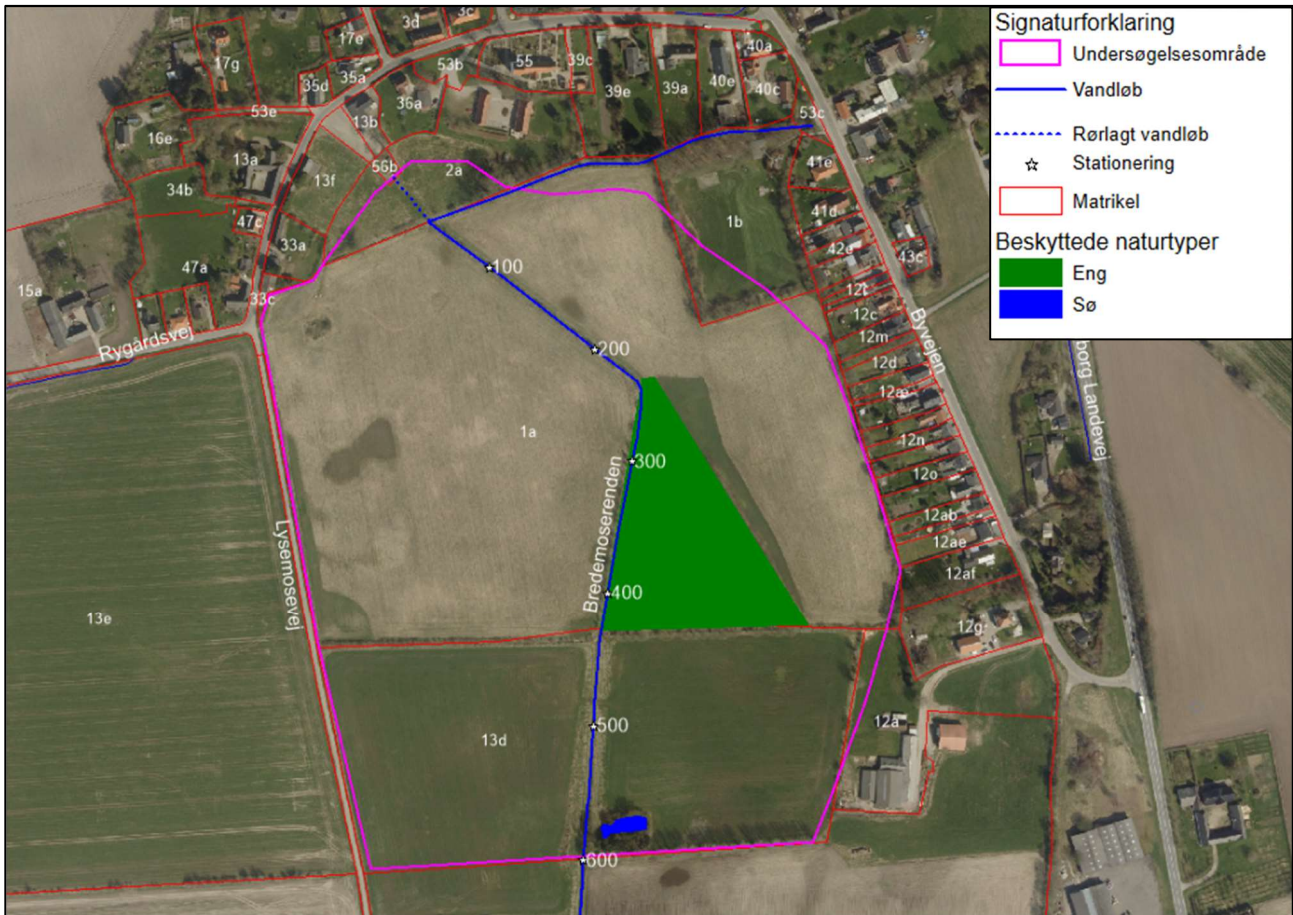 Signaturforklaring
Undersøgelsesområde
Vandløb
Rørlagt vandløb
Stationering
Matrikel
Beskyttede naturtyper
Eng
Sø
3d
3c
17e
17g
35d
35a
53b
55
39c
40a
36a
39e
39a
40e
40c
53e
13b
53c
16e
13a
13f
56b
2a
41e
34b
47c
33a
1b
41d
42e
43c
15a
47a
33c
100
12c
Rygårdsvej
200
12m
Byvejen
borg Landevej
12d
1a
12n
300
12o
Bredemoserenden
12ab
12ae
12af
Lysemosevej
400
13e
12g
500
13d
12a
600